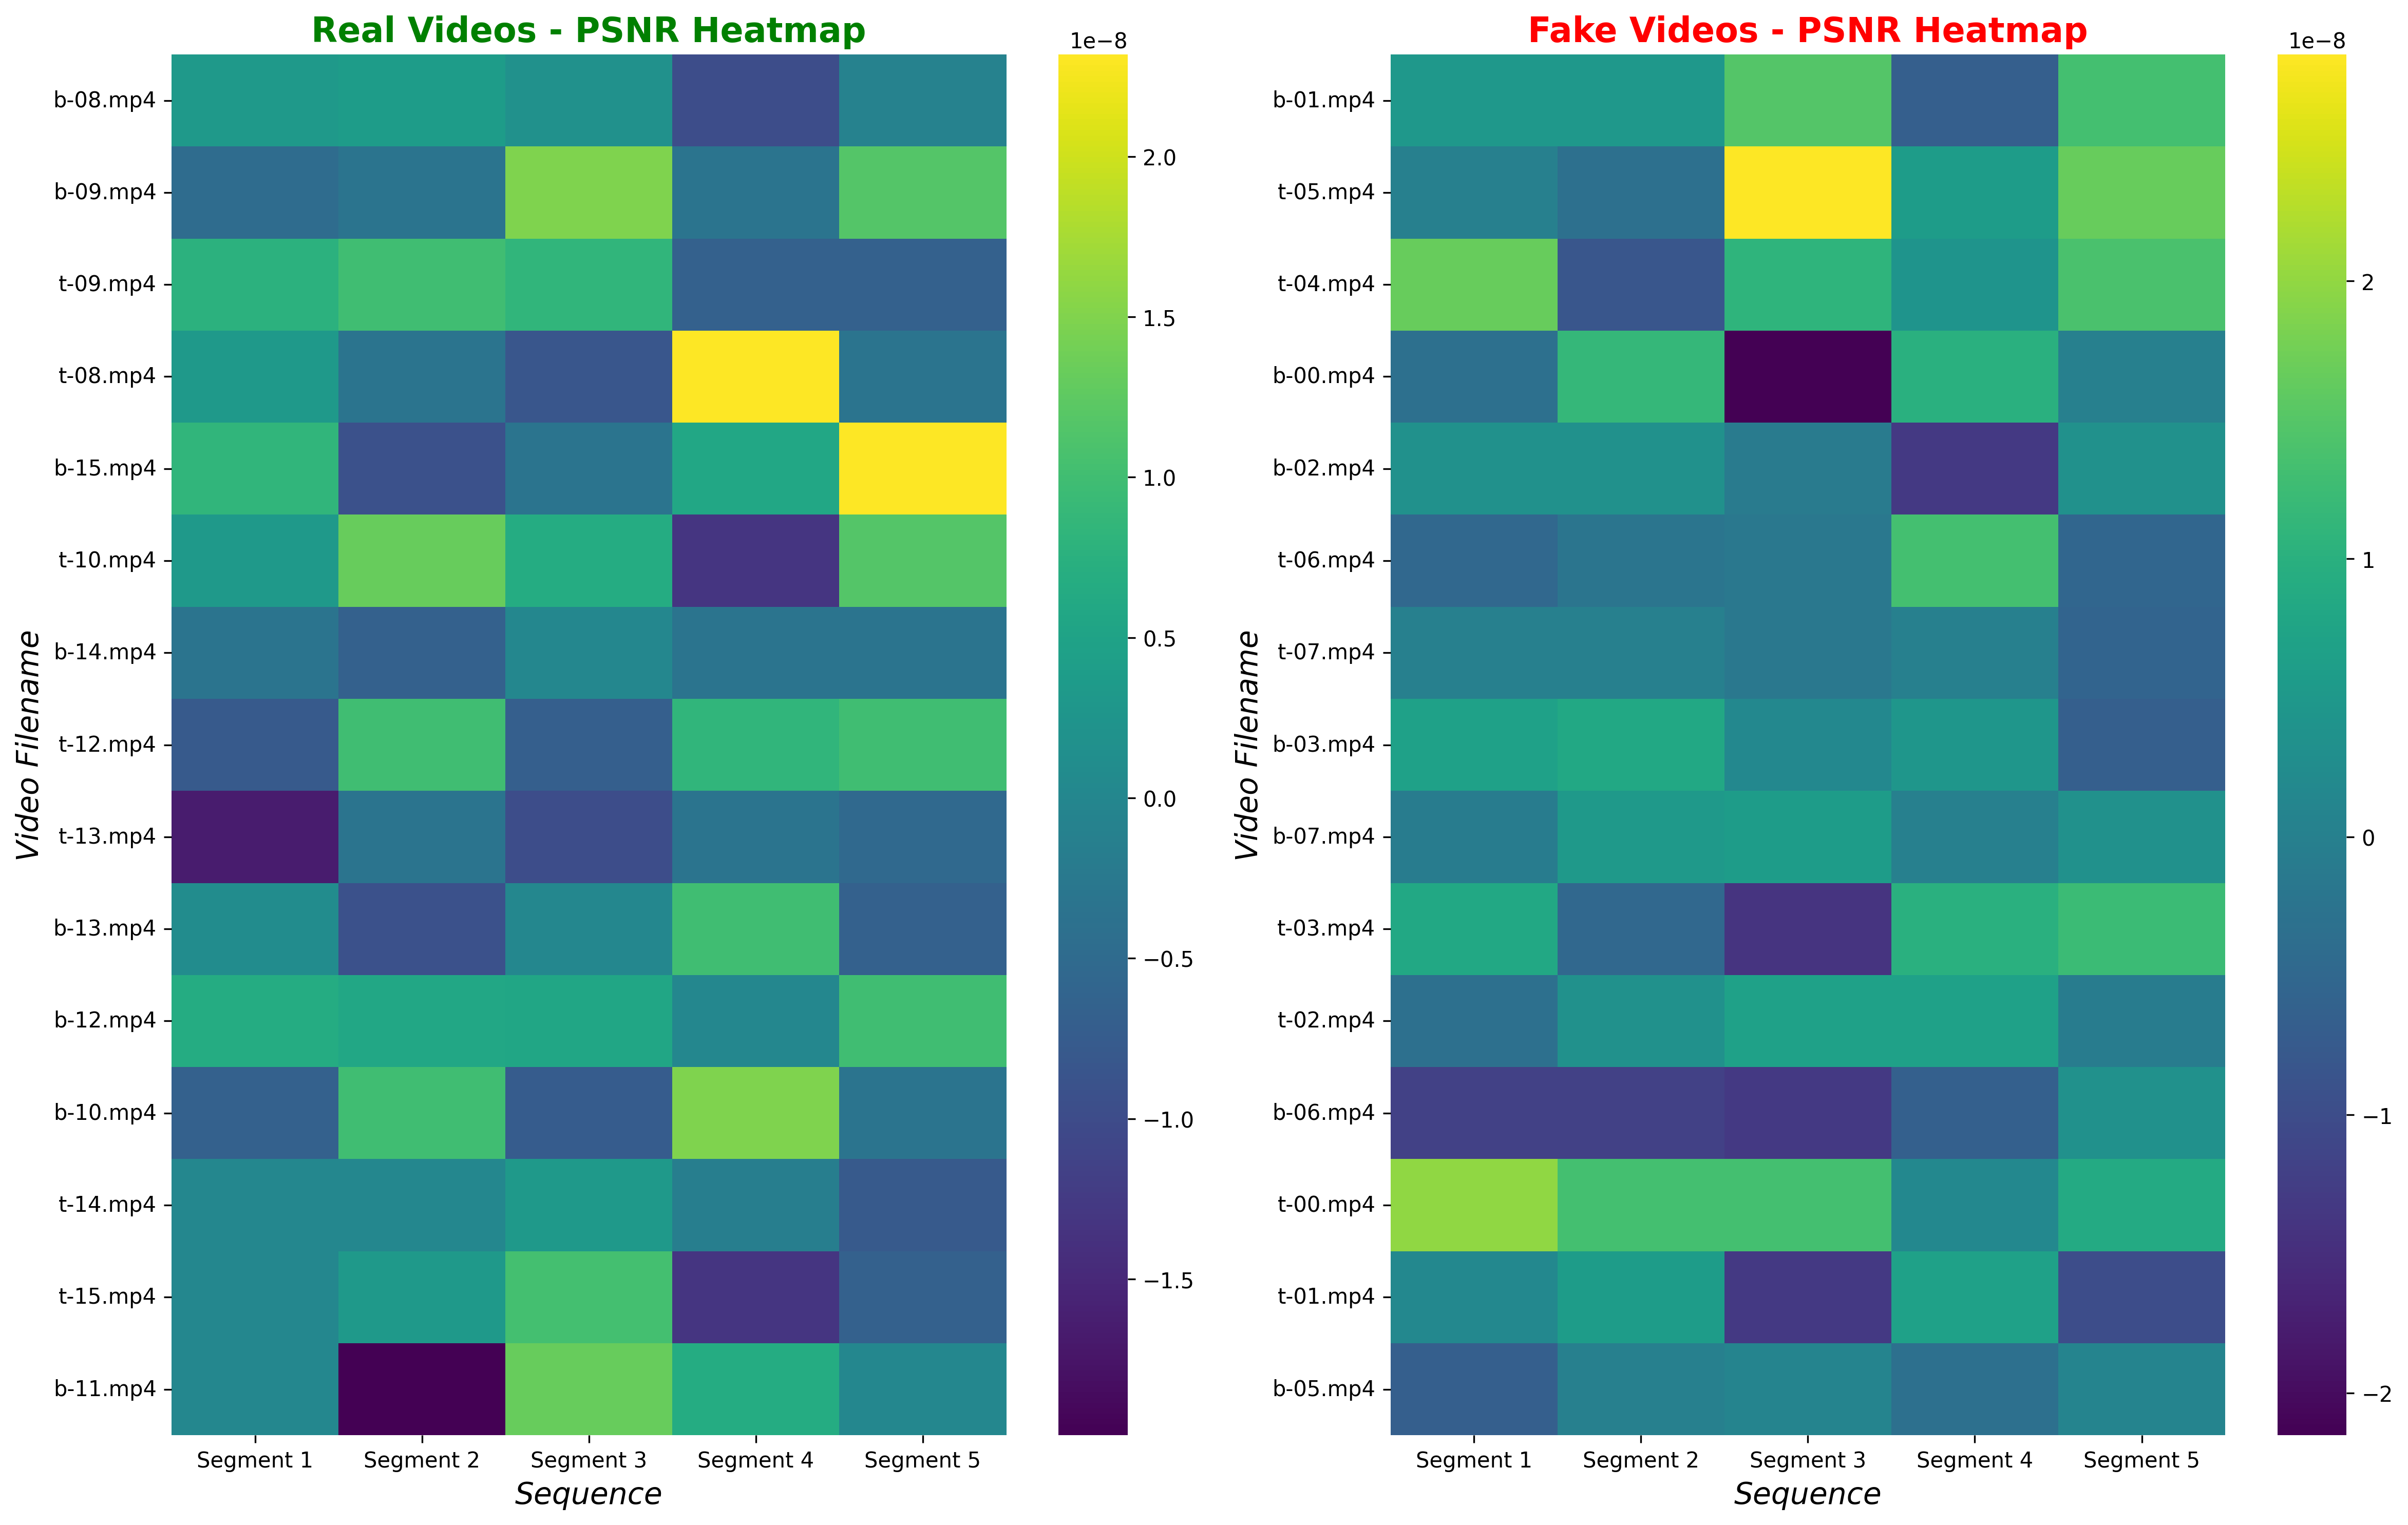 Real Videos - PSNR Heatmap
1e−8
b-08.mp4
b-09.mp4
t-09.mp4
t-08.mp4
b-15.mp4
t-10.mp4
b-14.mp4
t-12.mp4
t-13.mp4
b-13.mp4
b-12.mp4
b-10.mp4
t-14.mp4
t-15.mp4
b-11.mp4
Video Filename
Segment 1 Segment 2 Segment 3 Segment 4 Segment 5
Sequence
2.0
1.5
1.0
0.5
0.0
−0.5
−1.0
−1.5
Fake Videos - PSNR Heatmap
1e−8
b-01.mp4
t-05.mp4
t-04.mp4
b-00.mp4
b-02.mp4
t-06.mp4
t-07.mp4
b-03.mp4
b-07.mp4
t-03.mp4
t-02.mp4
b-06.mp4
t-00.mp4
t-01.mp4
b-05.mp4
Video Filename
Segment 1 Segment 2 Segment 3 Segment 4 Segment 5
Sequence
2
1
0
−1
−2